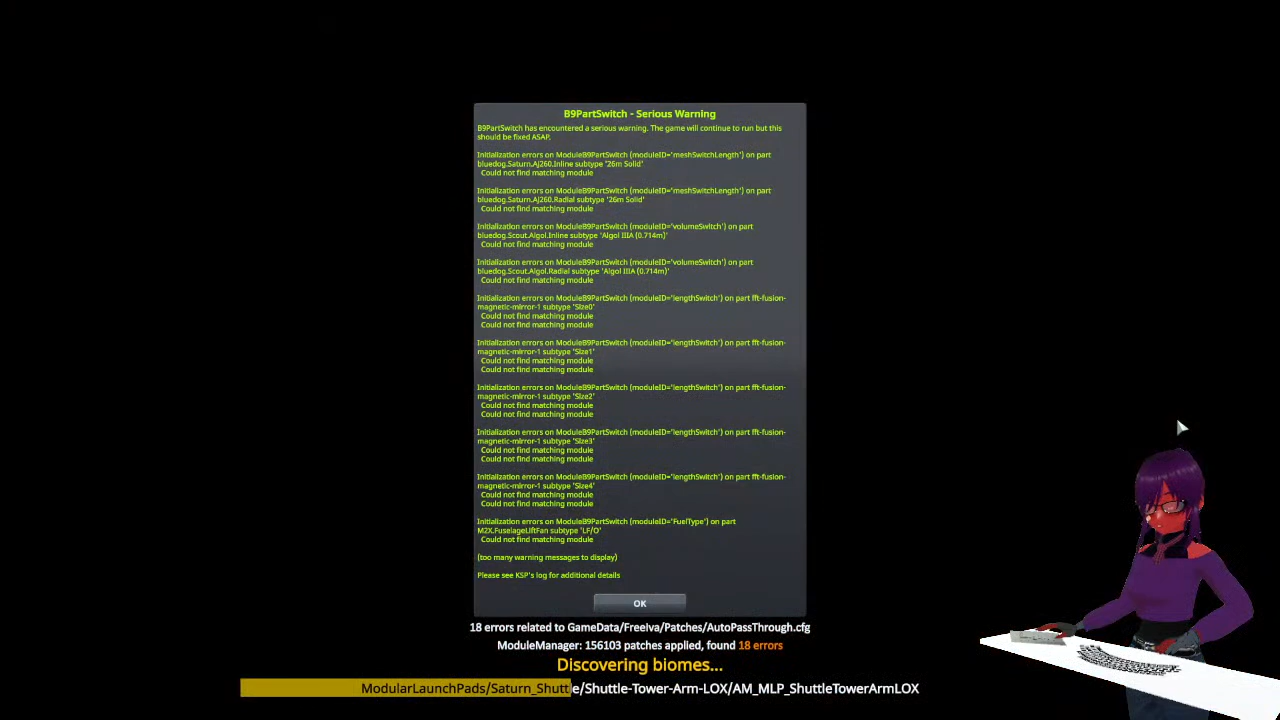 B9PartSwitch - Serious Warning
B9PartSwitch has encountered a serious warning. The game will continue to run but this
should be fixed ASAP.
Initialization errors on ModuleB9PartSwitch (moduleID='meshSwitchLength') on part
bluedog.Saturn.AJ260.Inline subtype '26m Solid'
Could not find matching module
Initialization errors on ModuleB9PartSwitch (moduleID='meshSwitchLength') on part
bluedog.Saturn.AJ260.Radial subtype '26m Solid'
Could not find matching module
Initialization errors on ModuleB9PartSwitch (moduleID='volumeSwitch') on part
bluedog.Scout.Algol.Inline subtype 'Algol IIIA (0.714m)'
Could not find matching module
Initialization errors on ModuleB9PartSwitch (moduleID='volumeSwitch') on part
bluedog.Scout.Algol.Radial subtype 'Algol IIIA (0.714m)'
Could not find matching module
Initialization errors on ModuleB9PartSwitch (moduleID='lengthSwitch') on part fft-fusion-
magnetic-mirror-1 subtype 'Size0'
Could not find matching module
Could not find matching module
Initialization errors on ModuleB9PartSwitch (moduleID='lengthSwitch') on part fft-fusion-
magnetic-mirror-1 subtype 'Size1'
Could not find matching module
Could not find matching module
Initialization errors on ModuleB9PartSwitch (moduleID='lengthSwitch') on part fft-fusion-
magnetic-mirror-1 subtype 'Size2'
Could not find matching module
Could not find matching module
Initialization errors on ModuleB9PartSwitch (moduleID='lengthSwitch') on part fft-fusion-
magnetic-mirror-1 subtype 'Size3'
Could not find matching module
Could not find matching module
Initialization errors on ModuleB9PartSwitch (moduleID='lengthSwitch') on part fft-fusion-
magnetic-mirror-1 subtype 'Size4'
Could not find matching module
Could not find matching module
Initialization errors on ModuleB9PartSwitch (moduleID='FuelType') on part
M2X.FuselageLiftFan subtype 'LF/O'
Could not find matching module
(too many warning messages to display)
Please see KSP's log for additional details
OK
18 errors related to GameData/FreeIva/Patches/AutoPassThrough.cfg
ModuleManager: 156103 patches applied, found 18 errors
Discovering biomes...
ModularLaunchPads/Saturn_Shuttle/Shuttle-Tower-Arm-LOX/AM_MLP_ShuttleTowerArmLOX